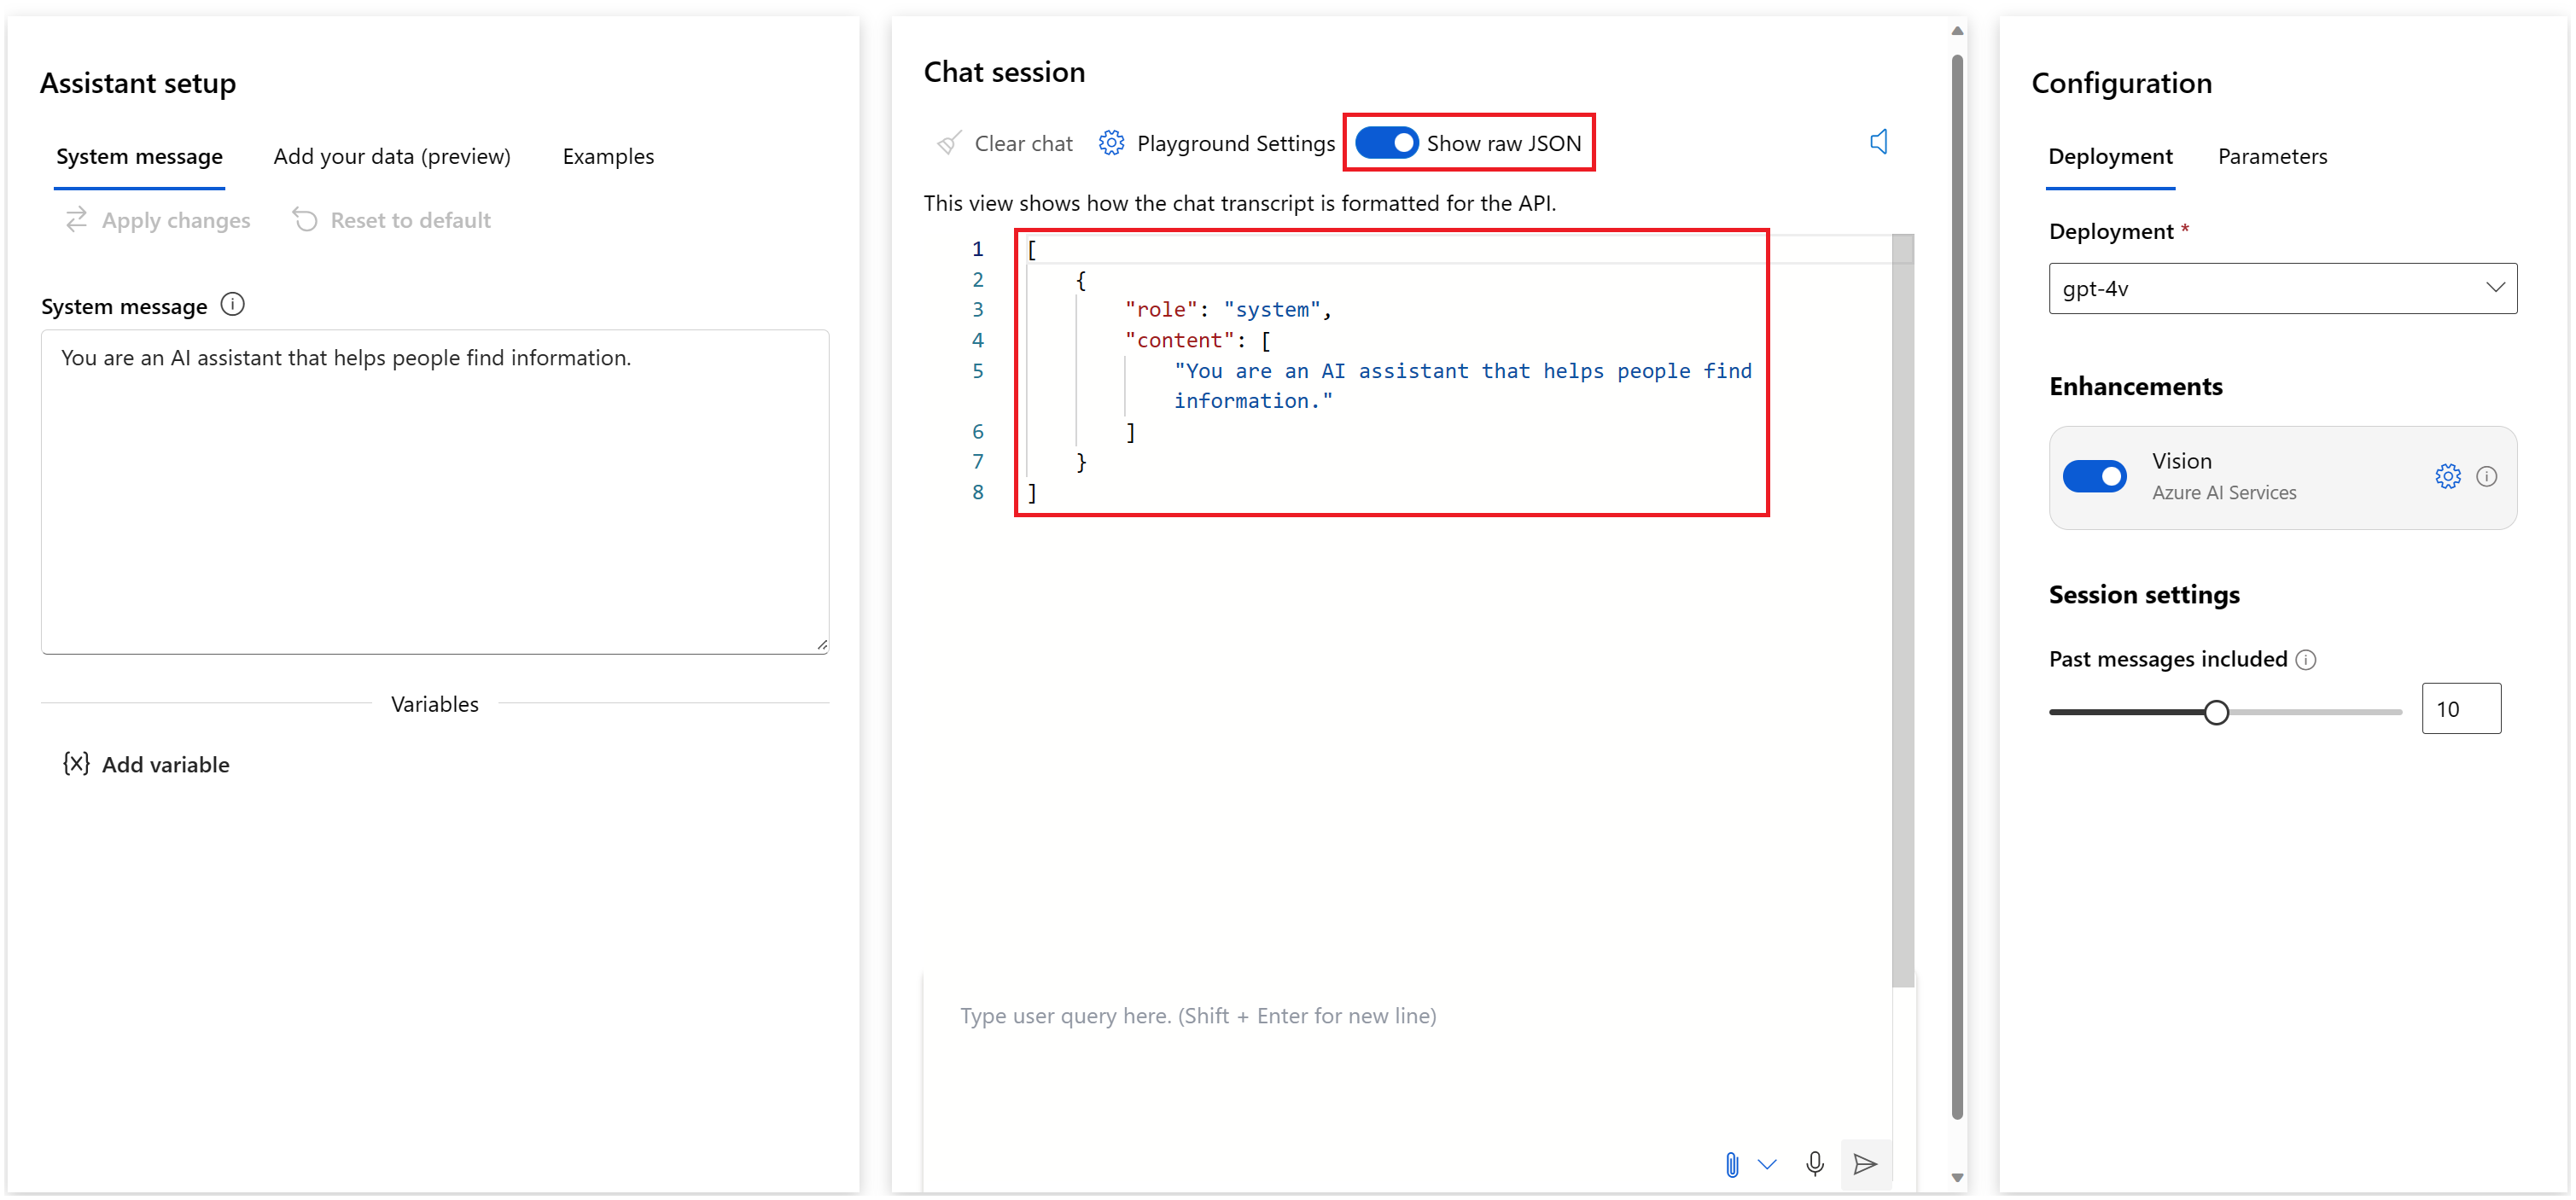 Assistant setup
System message
Add your data (preview)
Examples
Apply changes
Reset to default
System message
You are an AI assistant that helps people find information.
Variables
{x} Add variable
Chat session
Clear chat
Playground Settings
Show raw JSON
This view shows how the chat transcript is formatted for the API.
1 [
2 {
3 "role": "system",
4 "content": [
5 "You are an AI assistant that helps people find
information."
6 ]
7 }
8 ]
Type user query here. (Shift + Enter for new line)
Configuration
Deployment
Parameters
Deployment *
gpt-4v
Enhancements
Vision
Azure AI Services
Session settings
Past messages included
10